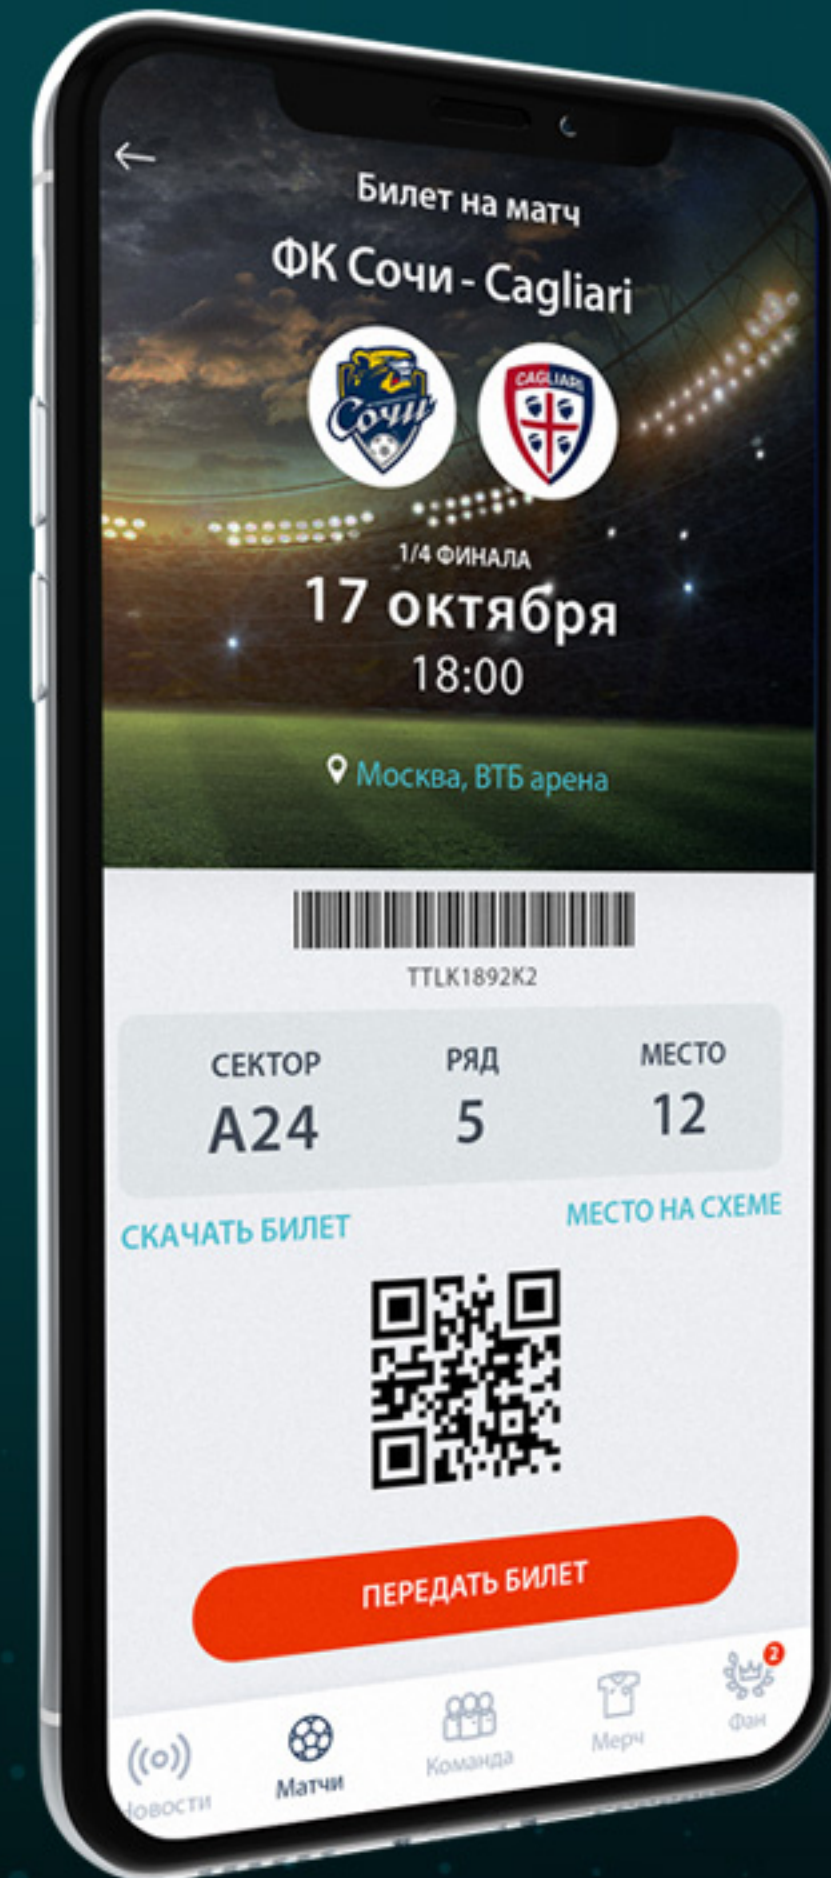 Билет на матч
ФК Сочи - Cagliari
Сочи
CAGLIARI
1/4 ФИНАЛА
17 октября
18:00
Москва, ВТБ арена
TTLK1892K2
СЕКТОР РЯД МЕСТО
A24 5 12
СКАЧАТЬ БИЛЕТ МЕСТО НА СХЕМЕ
ПЕРЕДАТЬ БИЛЕТ
2
Новости Матчи Команда Мерч Фан